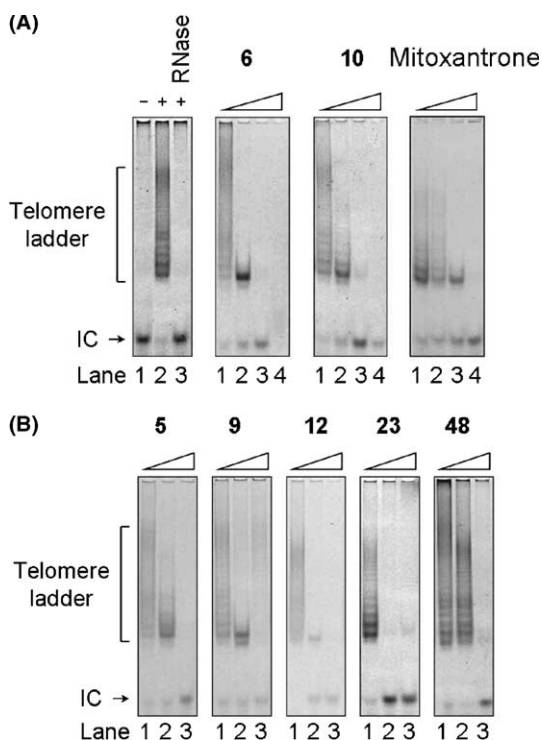 (A)
RNase
6 10 Mitoxantrone
– + +
Telomere
ladder
IC →
Lane 1 2 3 1 2 3 4 1 2 3 4 1 2 3 4
(B)
5 9 12 23 48
Telomere
ladder
IC →
Lane 1 2 3 1 2 3 1 2 3 1 2 3 1 2 3